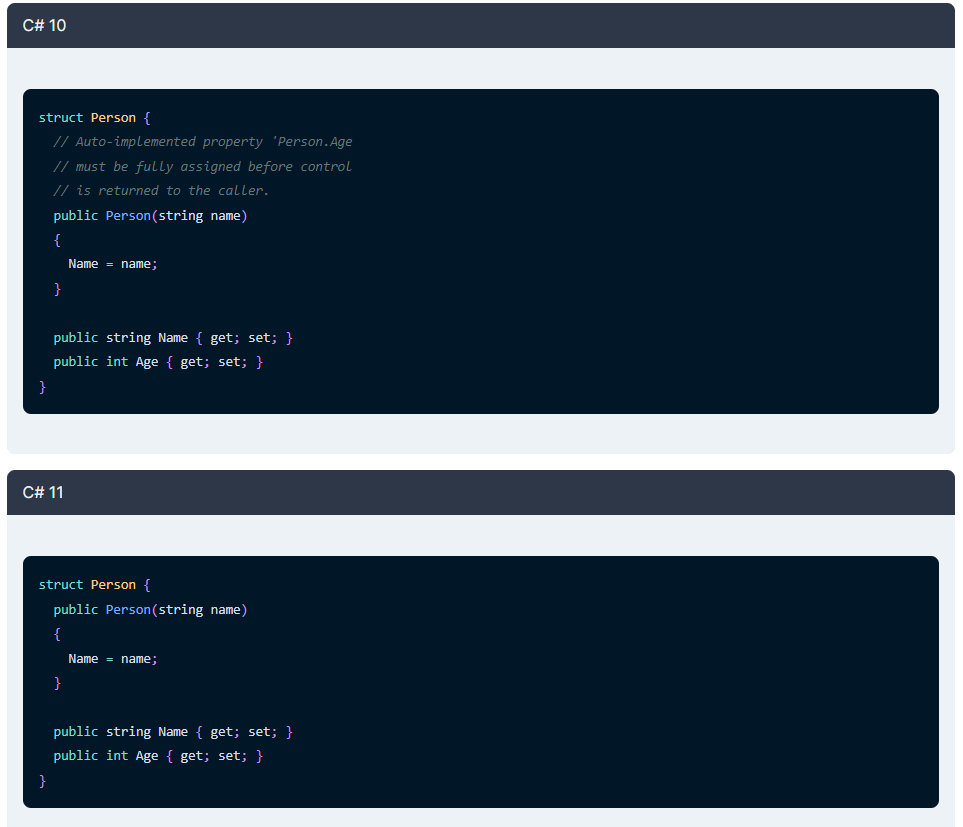 C# 10
struct Person {
  // Auto-implemented property 'Person.Age
  // must be fully assigned before control
  // is returned to the caller.
  public Person(string name)
  {
    Name = name;
  }

  public string Name { get; set; }
  public int Age { get; set; }
}
C# 11
struct Person {
  public Person(string name)
  {
    Name = name;
  }

  public string Name { get; set; }
  public int Age { get; set; }
}